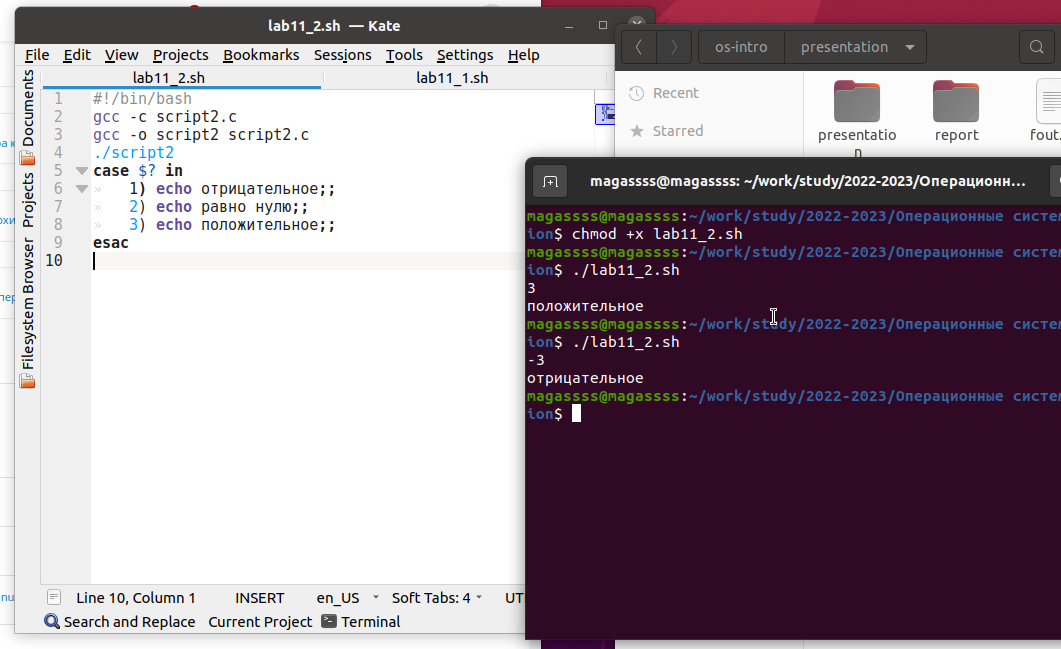 lab11_2.sh — Kate
File Edit View Projects Bookmarks Sessions Tools Settings Help
lab11_2.sh lab11_1.sh
Documents
Projects
Filesystem Browser
1 #!/bin/bash
2 gcc -c script2.c
3 gcc -o script2 script2.c
4 ./script2
5 case $? in
6 » 1) echo отрицательное;;
7 » 2) echo равно нулю;;
8 » 3) echo положительное;;
9 esac
10
Line 10, Column 1 INSERT en_US Soft Tabs: 4 UT
Search and Replace Current Project Terminal
os-intro presentation
Recent
Starred
presentatio
n
report
fout.
magassss@magassss: ~/work/study/2022-2023/Операционн...
magassss@magassss:~/work/study/2022-2023/Операционные систе
ion$ chmod +x lab11_2.sh
magassss@magassss:~/work/study/2022-2023/Операционные систе
ion$ ./lab11_2.sh
3
положительное
magassss@magassss:~/work/study/2022-2023/Операционные систе
ion$ ./lab11_2.sh
-3
отрицательное
magassss@magassss:~/work/study/2022-2023/Операционные систе
ion$